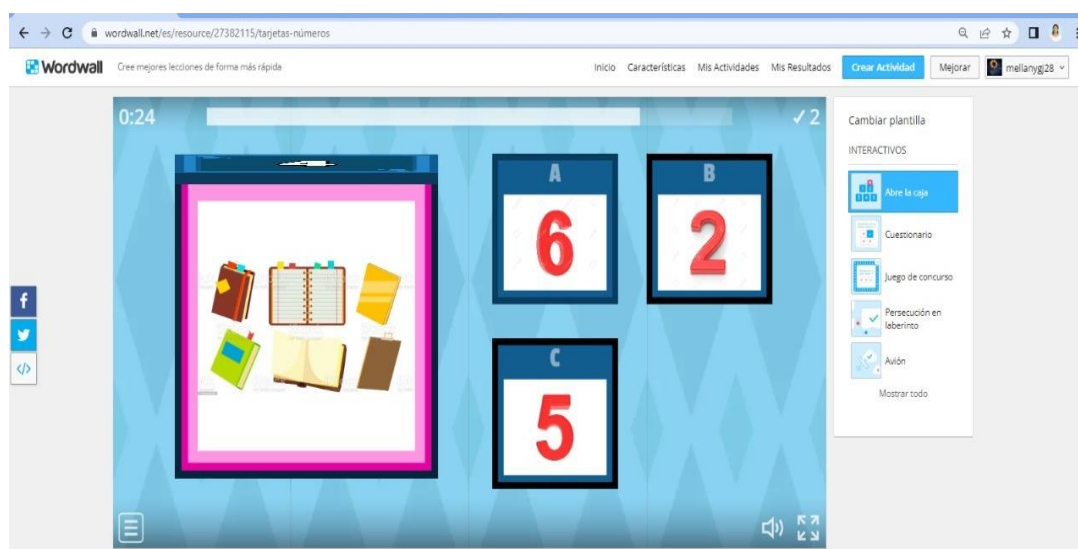 wordwall.net/es/resource/27382115/tarjetas-números
Wordwall
Cree mejores lecciones de forma más rápida
Inicio Características Mis Actividades Mis Resultados Crear Actividad Mejorar mellanygj28
0:24
✓ 2
A
6
B
2
C
5
Cambiar plantilla
INTERACTIVOS
Abre la caja
Cuestionario
Juego de concurso
Persecución en
laberinto
Avión
Mostrar todo